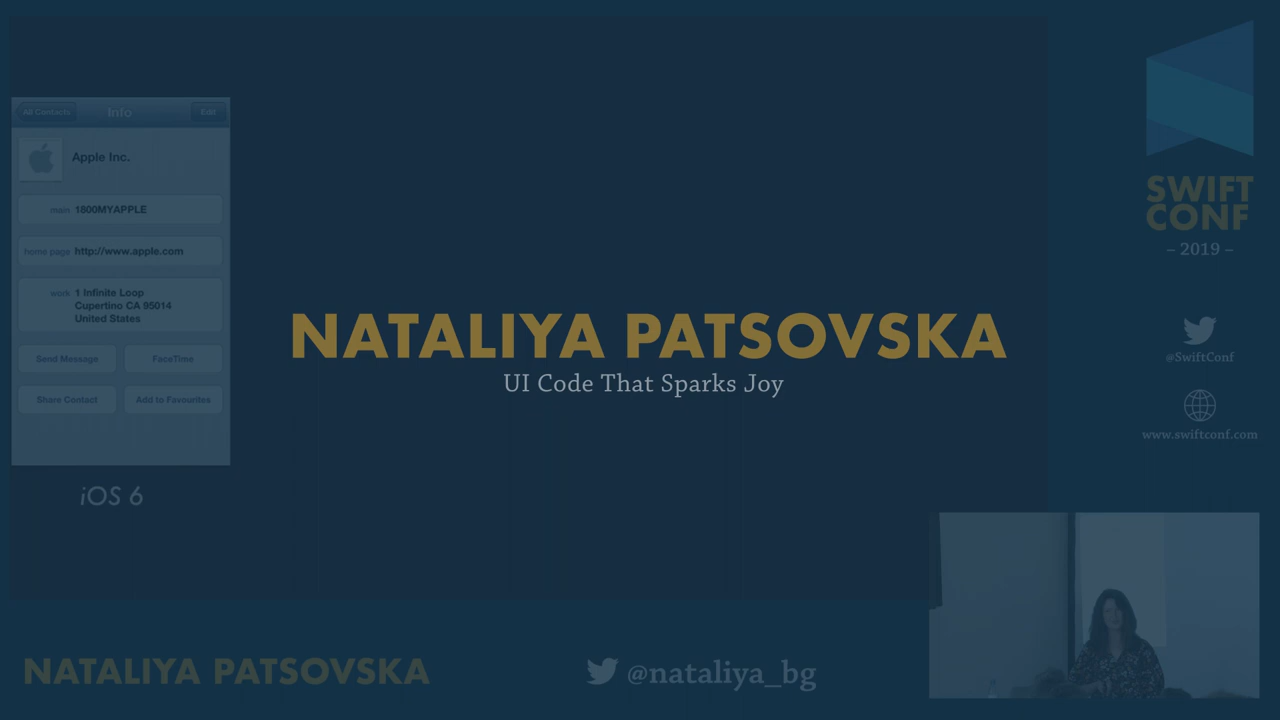 All Contacts
Info
Edit
Apple Inc.
main 1800MYAPPLE
home page http://www.apple.com
work 1 Infinite Loop
Cupertino CA 95014
United States
Send Message
FaceTime
Share Contact
Add to Favourites
iOS 6
NATALIYA PATSOVSKA
UI Code That Sparks Joy
SWIFT
CONF
– 2019 –
@SwiftConf
www.swiftconf.com
NATALIYA PATSOVSKA
@nataliya_bg